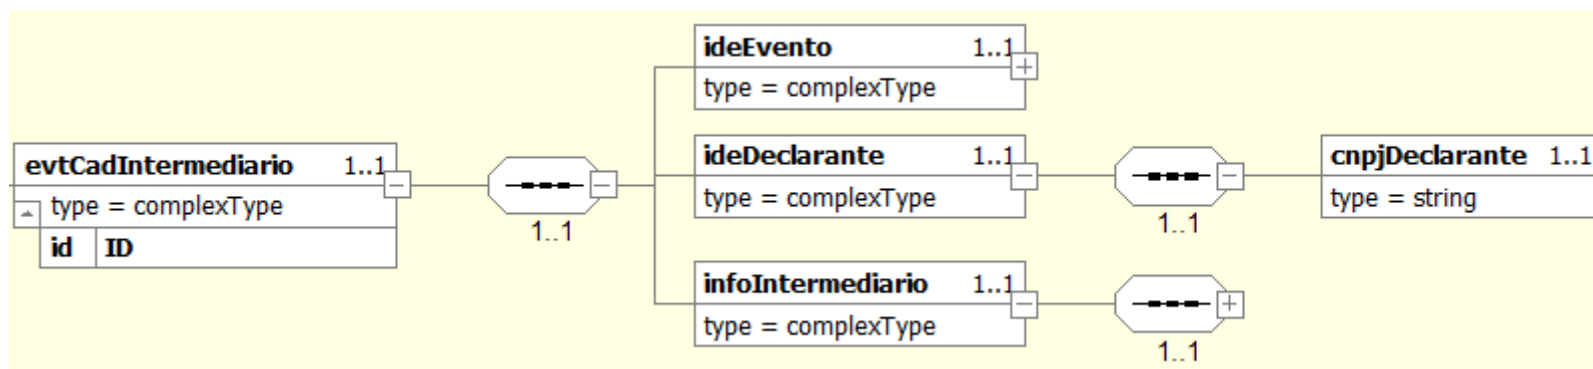 ideEvento 1..1
type = complexType
ideDeclarante 1..1
type = complexType
cnpjDeclarante 1..1
type = string
evtCadIntermediario 1..1
type = complexType
id ID
1..1
1..1
infoIntermediario 1..1
type = complexType
1..1